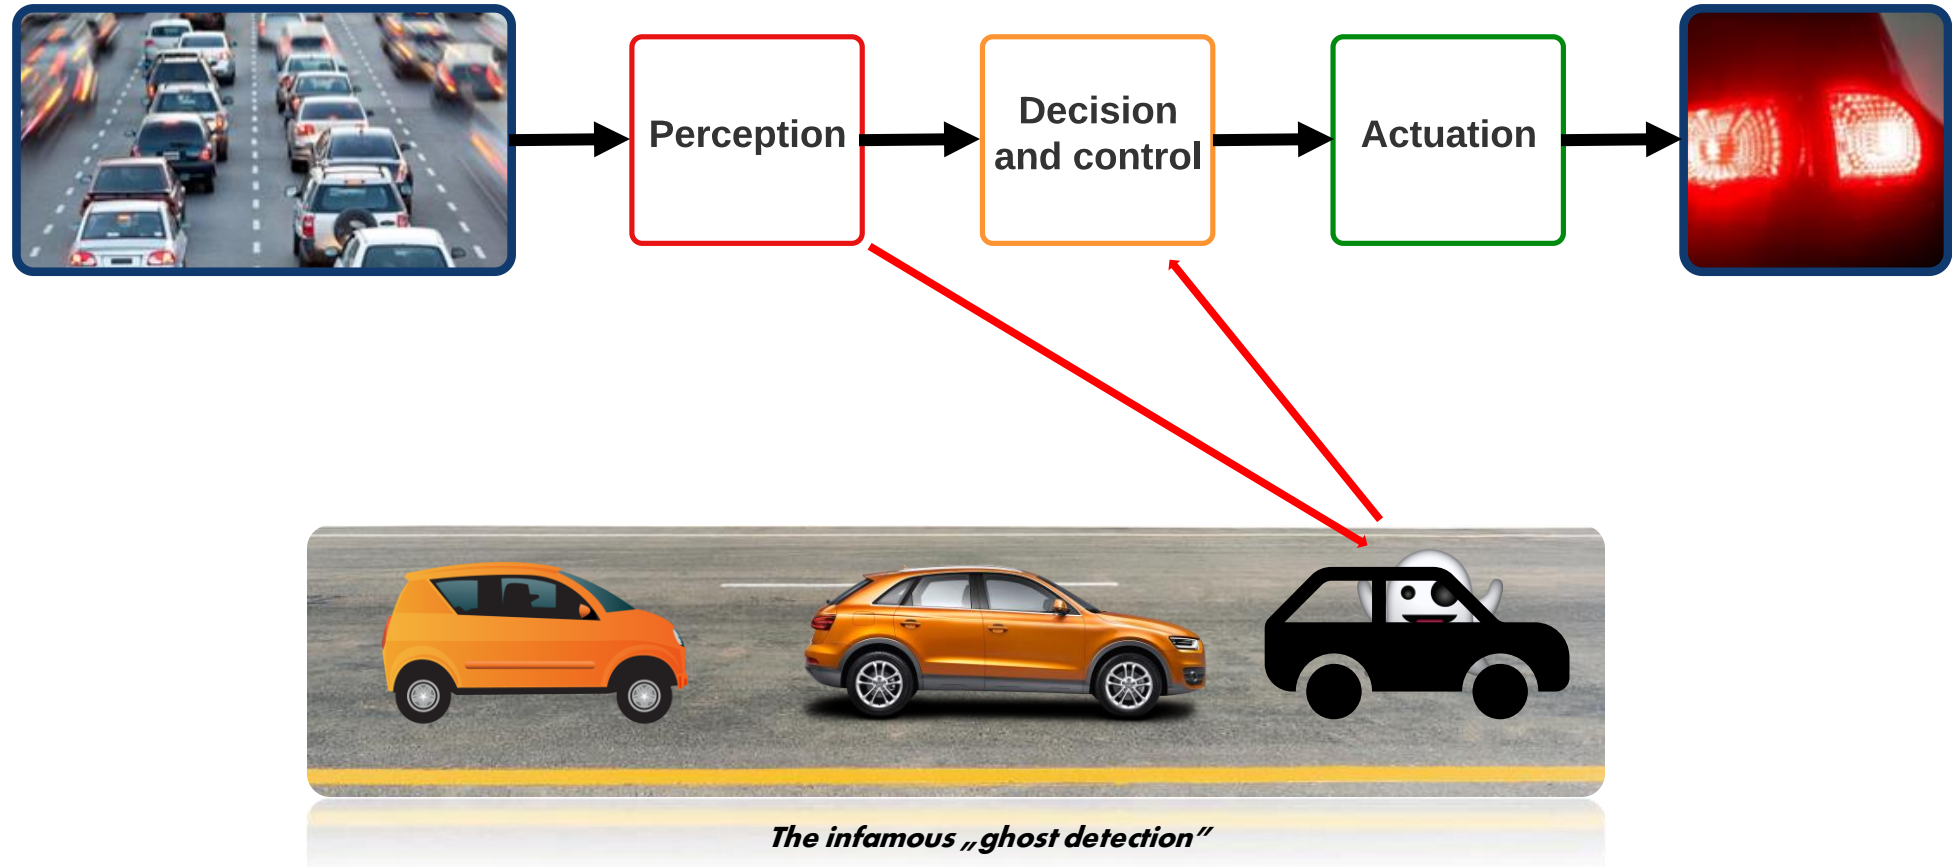 Perception
Decision
and control
Actuation
The infamous „ghost detection”